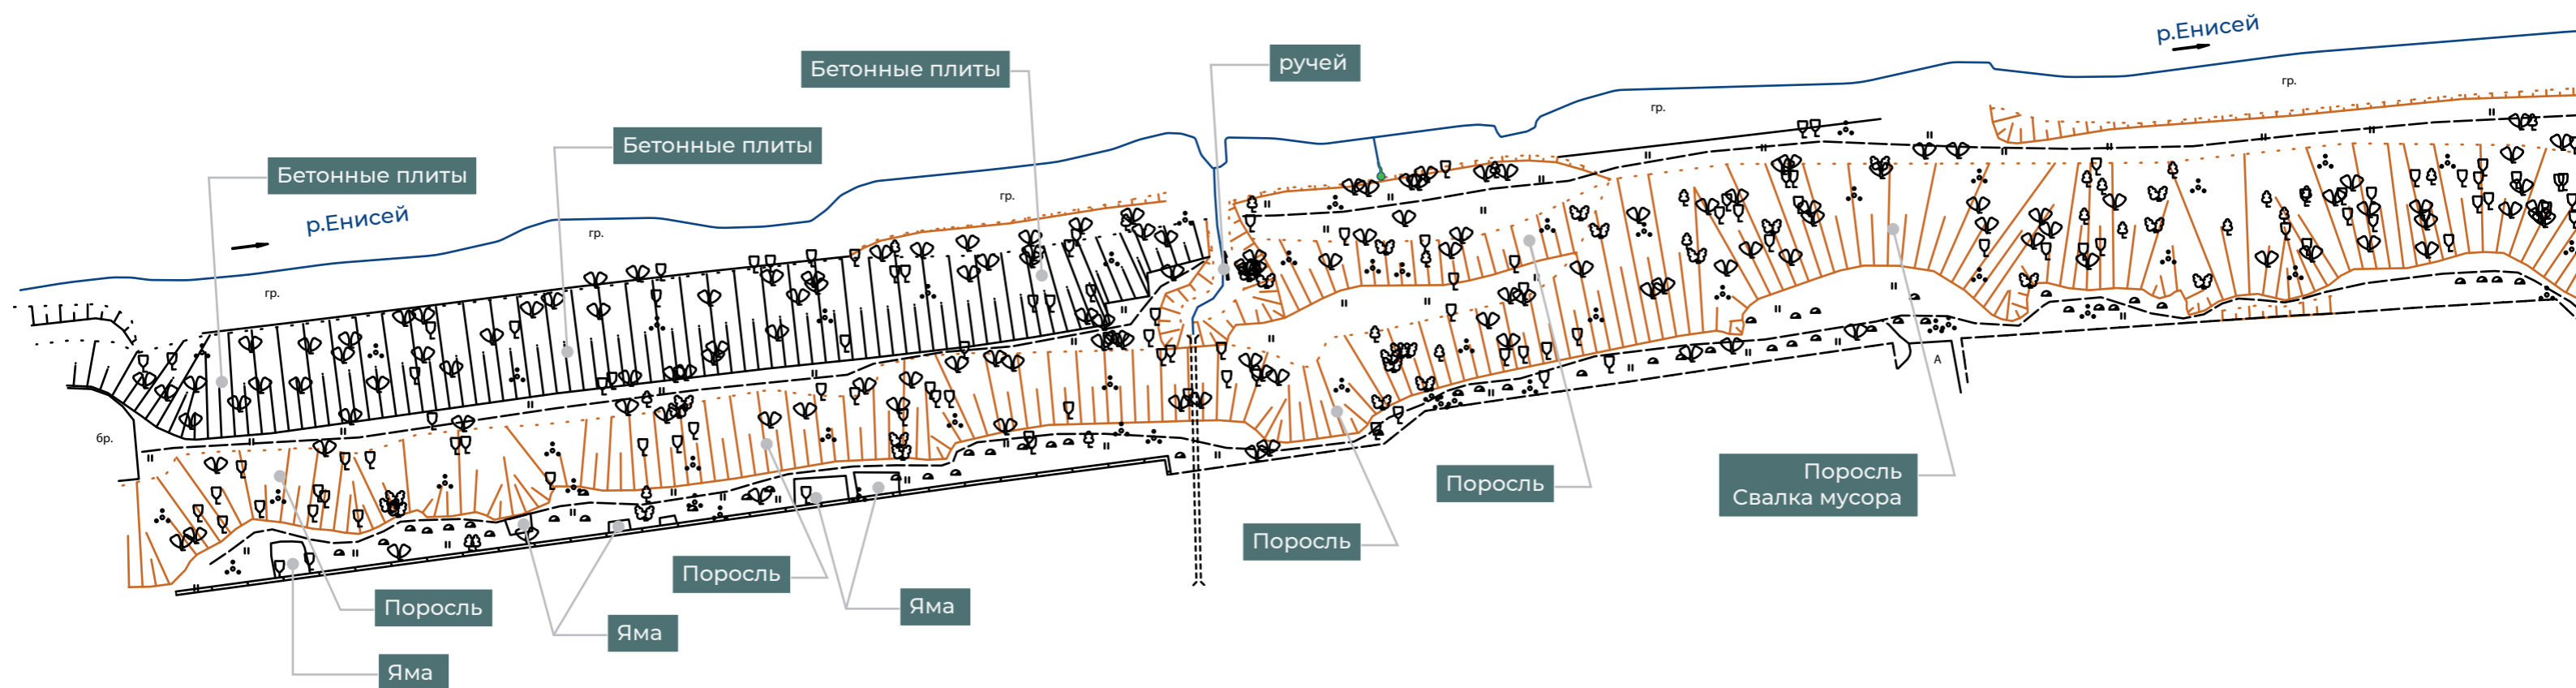 р.Енисей
гр.
ручей
Бетонные плиты
гр.
Бетонные плиты
Бетонные плиты
гр.
р.Енисей
гр.
гр.
А
бр.
Поросль
Свалка мусора
Поросль
Поросль
Поросль
Поросль
Яма
Яма
Яма